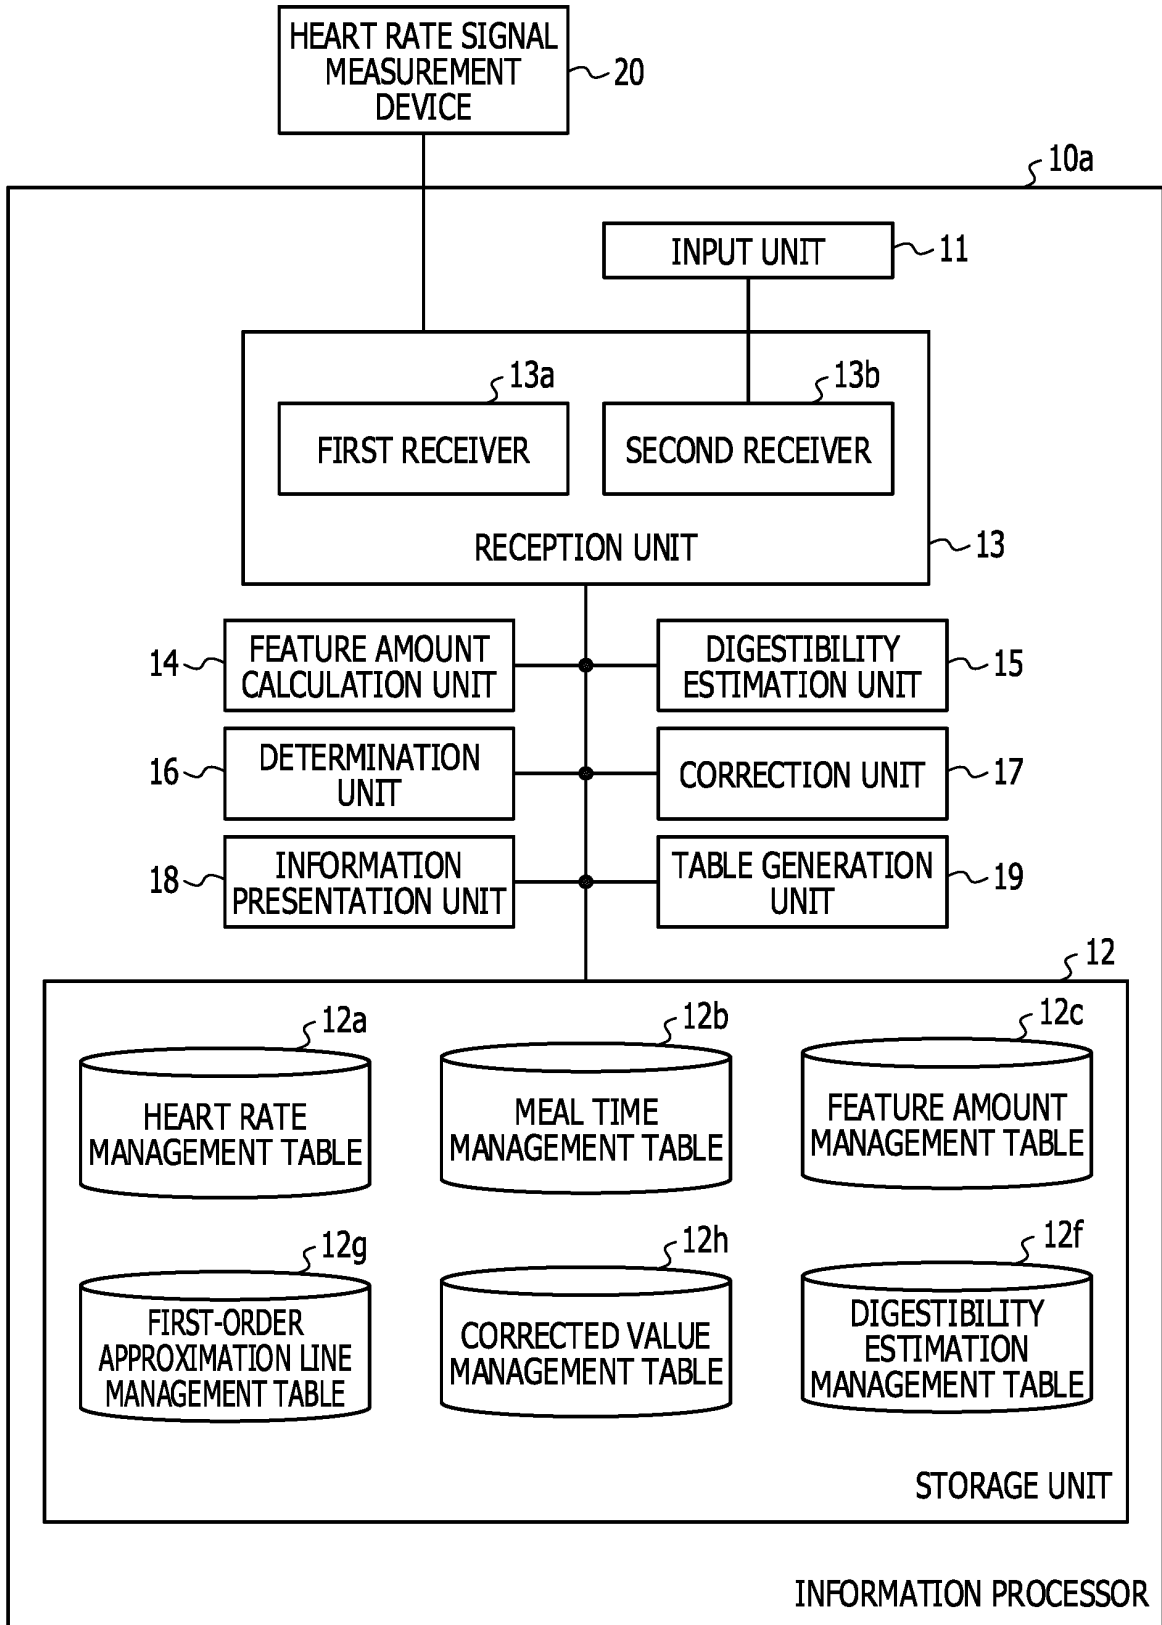 HEART RATE SIGNAL
MEASUREMENT
DEVICE
20
10a
INPUT UNIT
11
13a
13b
FIRST RECEIVER
SECOND RECEIVER
RECEPTION UNIT
13
14
FEATURE AMOUNT
CALCULATION UNIT
DIGESTIBILITY
ESTIMATION UNIT
15
16
DETERMINATION
UNIT
CORRECTION UNIT
17
18
INFORMATION
PRESENTATION UNIT
TABLE GENERATION
UNIT
19
12
12a
HEART RATE
MANAGEMENT TABLE
12b
MEAL TIME
MANAGEMENT TABLE
12c
FEATURE AMOUNT
MANAGEMENT TABLE
12g
FIRST-ORDER
APPROXIMATION LINE
MANAGEMENT TABLE
12h
CORRECTED VALUE
MANAGEMENT TABLE
12f
DIGESTIBILITY
ESTIMATION
MANAGEMENT TABLE
STORAGE UNIT
INFORMATION PROCESSOR